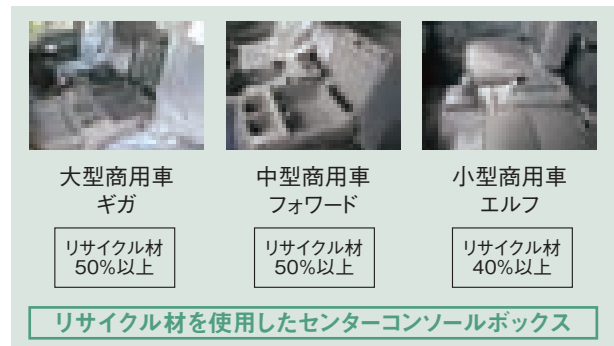 大型商用車
ギガ
リサイクル材
50%以上
中型商用車
フォワード
リサイクル材
50%以上
小型商用車
エルフ
リサイクル材
40%以上
リサイクル材を使用したセンターコンソールボックス